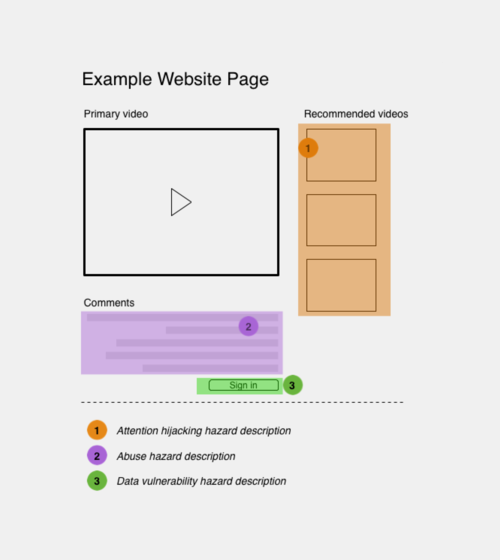 Example Website Page
Primary video
Recommended videos
1
Comments
2
Sign in
3
1 Attention hijacking hazard description
2 Abuse hazard description
3 Data vulnerability hazard description